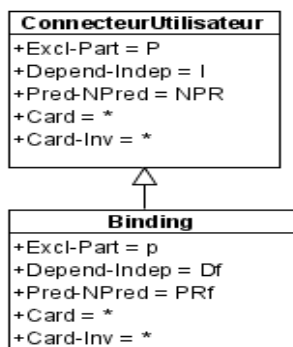 ConnecteurUtilisateur
+Excl-Part = P
+Depend-Indep = I
+Pred-NPred = NPR
+Card = *
+Card-Inv = *
Binding
+Excl-Part = p
+Depend-Indep = Df
+Pred-NPred = PRf
+Card = *
+Card-Inv = *